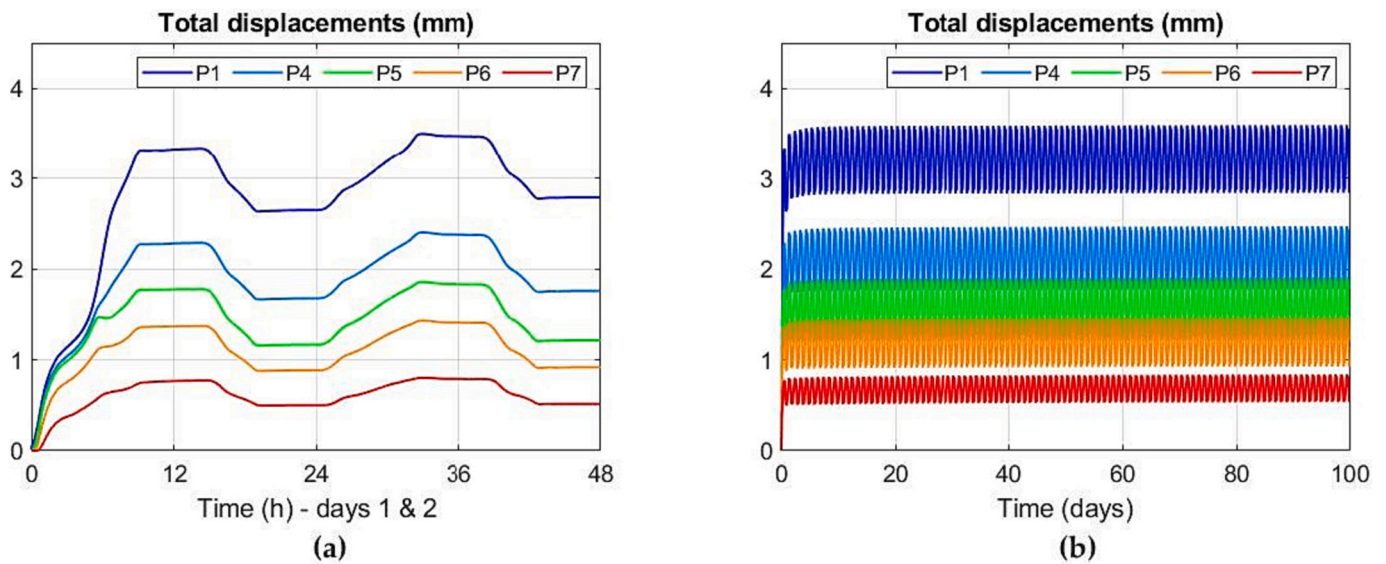 Total displacements (mm)
P1 P4 P5 P6 P7
4
3
2
1
0
0 12 24 36 48
Time (h) - days 1 & 2
(a)
Total displacements (mm)
P1 P4 P5 P6 P7
4
3
2
1
0
0 20 40 60 80 100
Time (days)
(b)